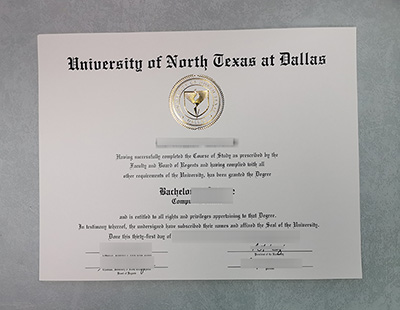 University of North Texas at Dallas
Having successfully completed the Course of Study as prescribed by the
Faculty and Board of Regents and having complied with all
other requirements of the University, has been granted the Degree
Bachelor
Compu
and is entitled to all rights and privileges appertaining to that Degree.
In testimony whereof, the undersigned have subscribed their names and affixed the Seal of the University.
Done this thirty-first day of